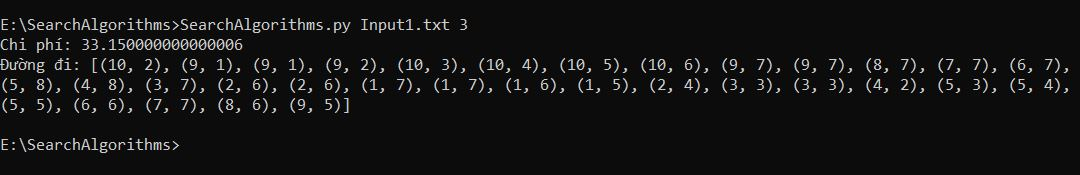 E:\SearchAlgorithms>SearchAlgorithms.py Input1.txt 3
Chi phí: 33.150000000000006
Đường đi: [(10, 2), (9, 1), (9, 1), (9, 2), (10, 3), (10, 4), (10, 5), (10, 6), (9, 7), (9, 7), (8, 7), (7, 7), (6, 7),
(5, 8), (4, 8), (3, 7), (2, 6), (2, 6), (1, 7), (1, 7), (1, 6), (1, 5), (2, 4), (3, 3), (3, 3), (4, 2), (5, 3), (5, 4),
(5, 5), (6, 6), (7, 7), (8, 6), (9, 5)]
E:\SearchAlgorithms>